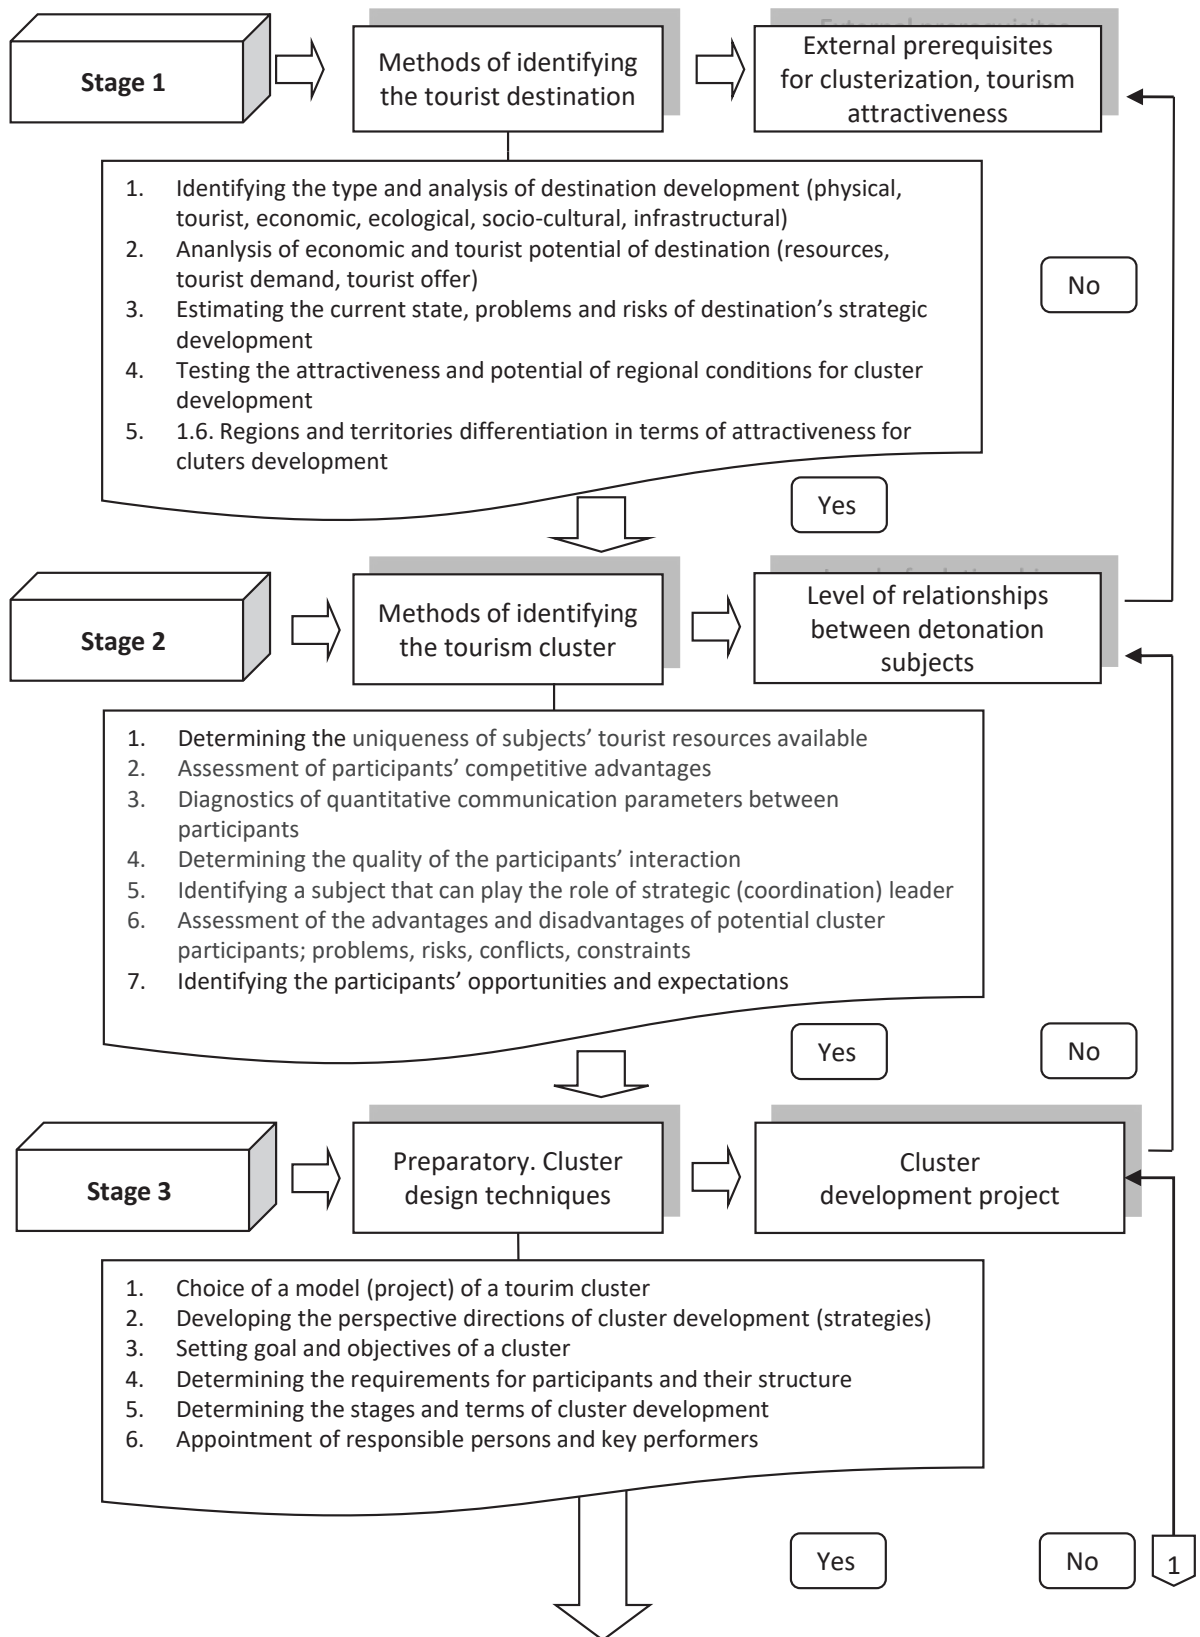 Stage 1
Methods of identifying
the tourist destination
External prerequisites
External prerequisites
for clusterization, tourism
attractiveness
1. Identifying the type and analysis of destination development (physical,
tourist, economic, ecological, socio-cultural, infrastructural)
2. Ananlysis of economic and tourist potential of destination (resources,
tourist demand, tourist offer)
3. Estimating the current state, problems and risks of destination’s strategic
development
4. Testing the attractiveness and potential of regional conditions for cluster
development
5. 1.6. Regions and territories differentiation in terms of attractiveness for
cluters development
No
Yes
Stage 2
Methods of identifying
the tourism cluster
Level of relationships
between detonation
subjects
1. Determining the uniqueness of subjects’ tourist resources available
2. Assessment of participants’ competitive advantages
3. Diagnostics of quantitative communication parameters between
participants
4. Determining the quality of the participants’ interaction
5. Identifying a subject that can play the role of strategic (coordination) leader
6. Assessment of the advantages and disadvantages of potential cluster
participants; problems, risks, conflicts, constraints
7. Identifying the participants’ opportunities and expectations
Yes
No
Stage 3
Preparatory. Cluster
design techniques
Cluster
development project
1. Choice of a model (project) of a tourim cluster
2. Developing the perspective directions of cluster development (strategies)
3. Setting goal and objectives of a cluster
4. Determining the requirements for participants and their structure
5. Determining the stages and terms of cluster development
6. Appointment of responsible persons and key performers
Yes
No
1